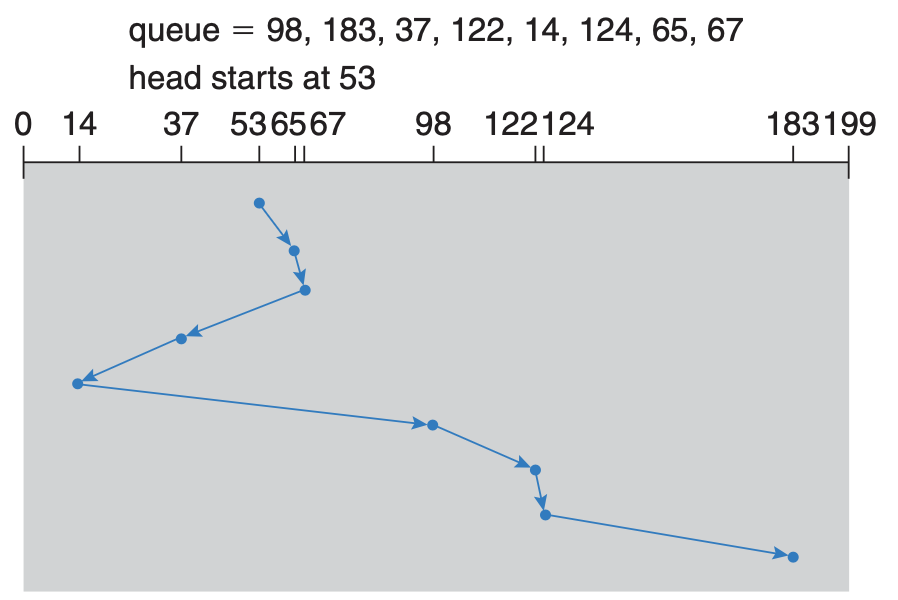 queue = 98, 183, 37, 122, 14, 124, 65, 67
head starts at 53
0 14 37 53 65 67 98 122 124 183 199